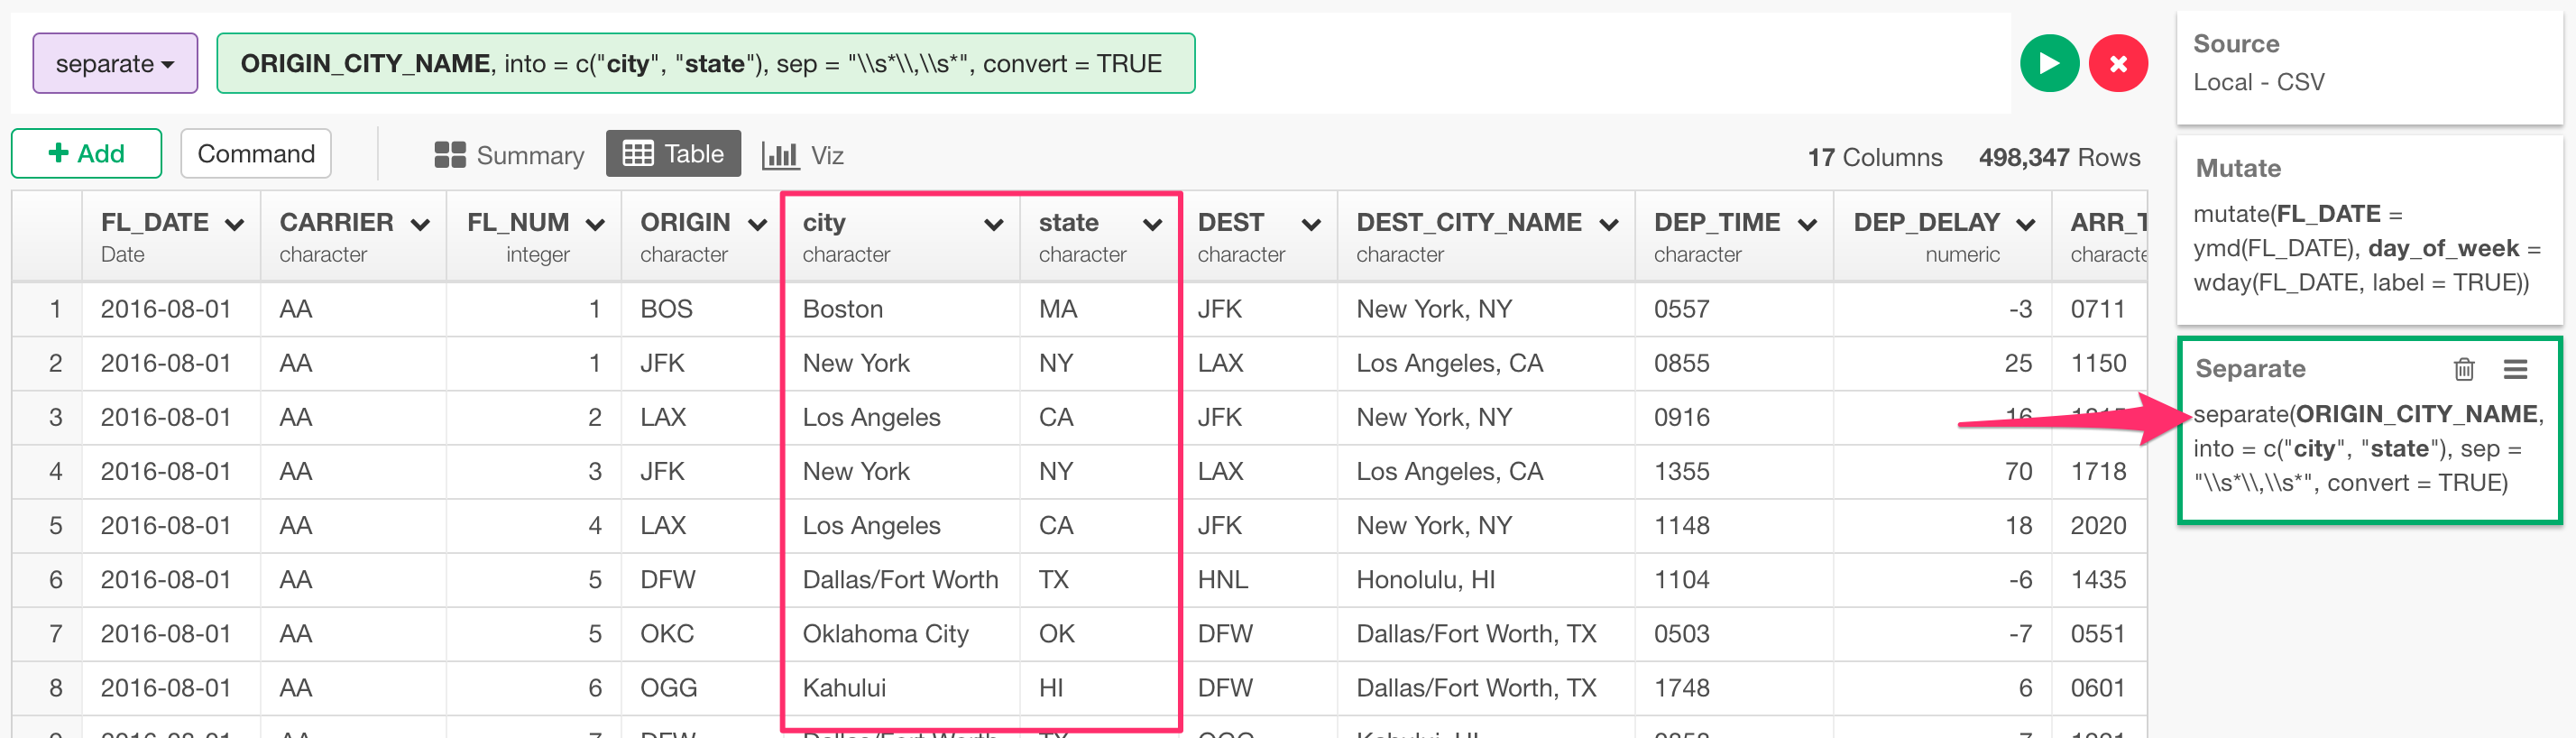 separate
ORIGIN_CITY_NAME, into = c("city", "state"), sep = "\\s*\\,\\s*", convert = TRUE
Add Command Summary Table Viz 17 Columns 498,347 Rows
FL_DATE CARRIER FL_NUM ORIGIN city state DEST DEST_CITY_NAME DEP_TIME DEP_DELAY
Date character integer character character character character character character numeric
1 2016-08-01 AA 1 BOS Boston MA JFK New York, NY 0557 -3 0711
2 2016-08-01 AA 1 JFK New York NY LAX Los Angeles, CA 0855 25 1150
3 2016-08-01 AA 2 LAX Los Angeles CA JFK New York, NY 0916
4 2016-08-01 AA 3 JFK New York NY LAX Los Angeles, CA 1355 70 1718
5 2016-08-01 AA 4 LAX Los Angeles CA JFK New York, NY 1148 18 2020
6 2016-08-01 AA 5 DFW Dallas/Fort Worth TX HNL Honolulu, HI 1104 -6 1435
7 2016-08-01 AA 5 OKC Oklahoma City OK DFW Dallas/Fort Worth, TX 0503 -7 0551
8 2016-08-01 AA 6 OGG Kahului HI DFW Dallas/Fort Worth, TX 1748 6 0601
Source
Local - CSV
Mutate
mutate(FL_DATE =
ymd(FL_DATE), day_of_week =
wday(FL_DATE, label = TRUE))
Separate
separate(ORIGIN_CITY_NAME,
into = c("city", "state"), sep =
"\\s*\\,\\s*", convert = TRUE)